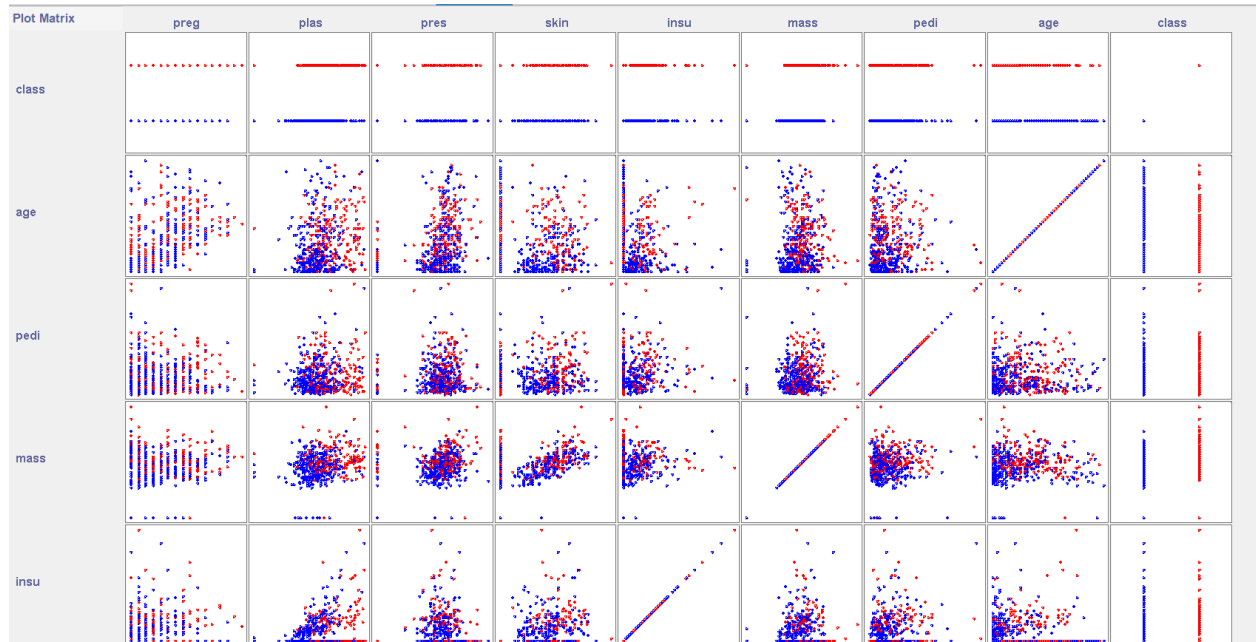 Plot Matrix preg plas pres skin insu mass pedi age class
class
age
pedi
mass
insu